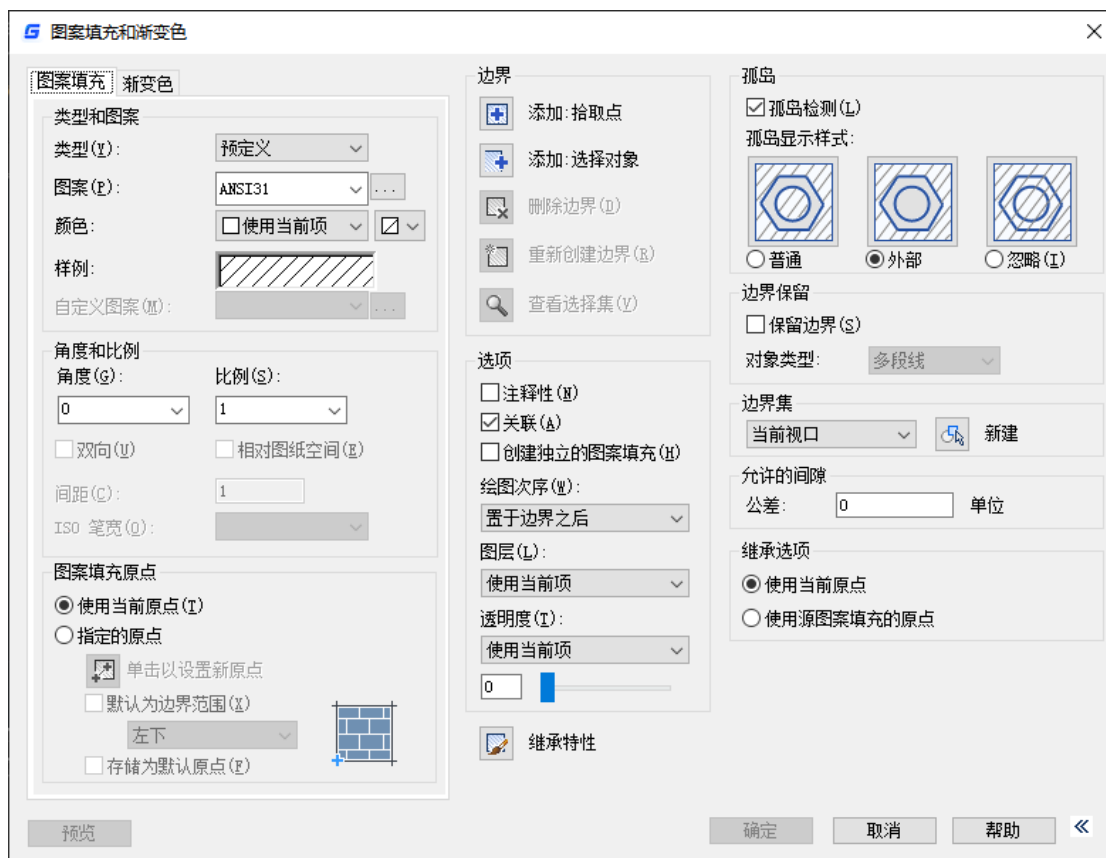 图案填充和渐变色
图案填充 渐变色
类型和图案
类型(Y): 预定义
图案(P): ANSI31 ...
颜色: 使用当前项
样例:
自定义图案(M): ...
角度和比例
角度(G): 比例(S):
0 1
双向(U) 相对图纸空间(E)
间距(C): 1
ISO 笔宽(O):
图案填充原点
使用当前原点(T)
指定的原点
单击以设置新原点
默认为边界范围(X)
左下
存储为默认原点(F)
预览
边界
添加:拾取点
添加:选择对象
删除边界(D)
重新创建边界(R)
查看选择集(V)
选项
注释性(N)
关联(A)
创建独立的图案填充(H)
绘图次序(W):
置于边界之后
图层(L):
使用当前项
透明度(T):
使用当前项
0
继承特性
孤岛
孤岛检测(L)
孤岛显示样式:
普通 外部 忽略(I)
边界保留
保留边界(S)
对象类型: 多段线
边界集
当前视口 新建
允许的间隙
公差: 0 单位
继承选项
使用当前原点
使用源图案填充的原点
确定 取消 帮助